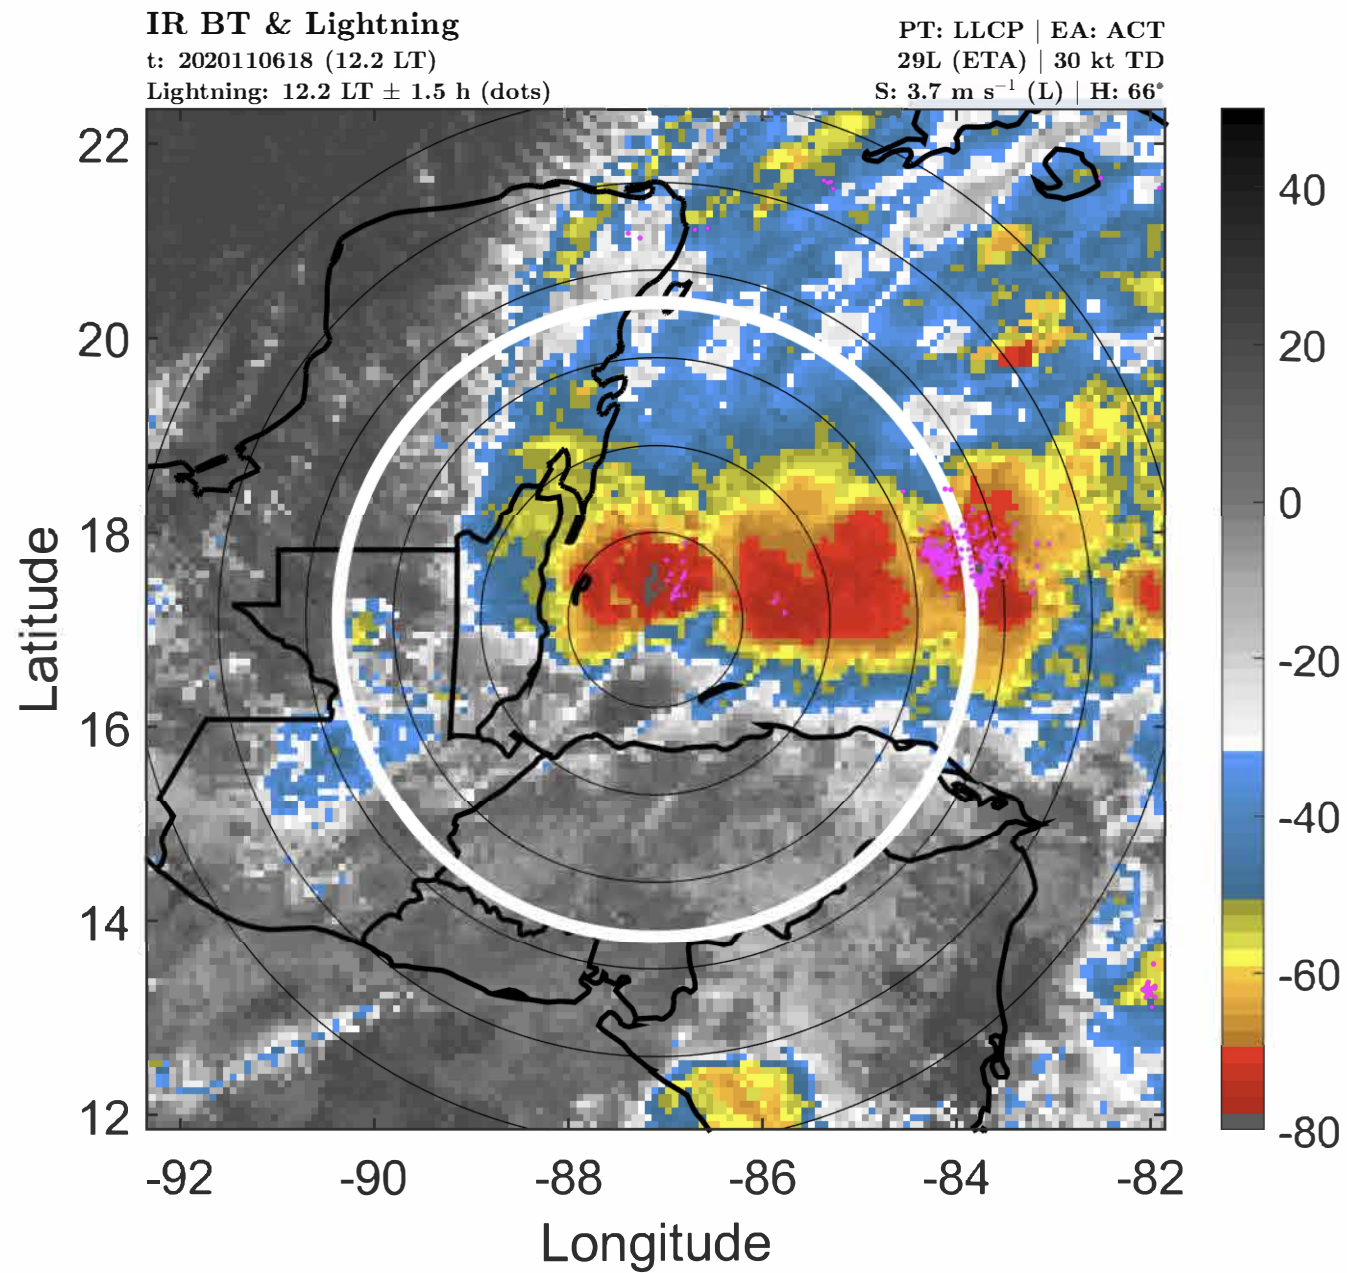 IR BT & Lightning
t: 2020110618 (12.2 LT)
Lightning: 12.2 LT ± 1.5 h (dots)
PT: LLCP | EA: ACT
29L (ETA) | 30 kt TD
S: 3.7 m s⁻¹ (L) | H: 66°
22
20
18
16
14
12
Latitude
-92
-90
-88
-86
-84
-82
Longitude
40
20
0
-20
-40
-60
-80